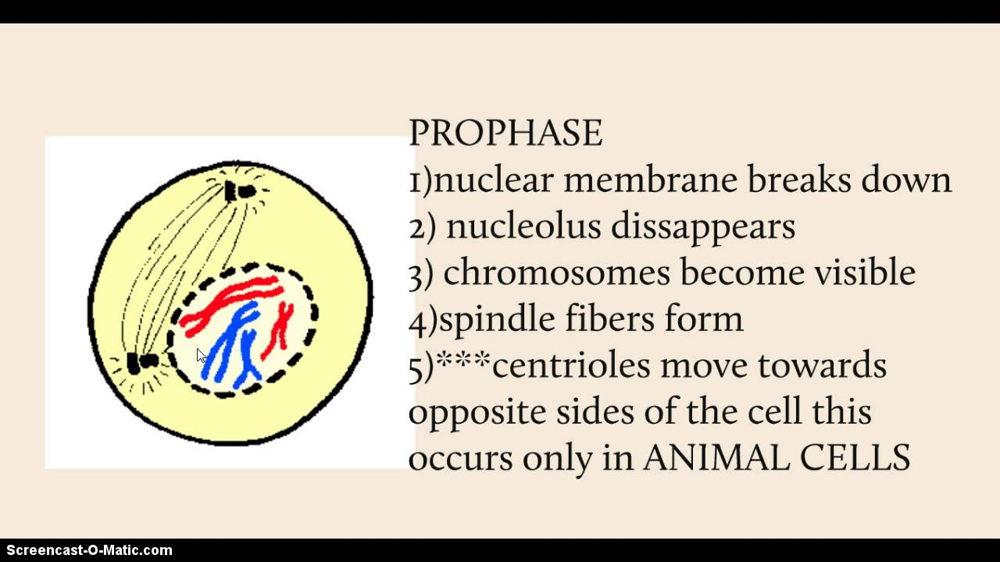 PROPHASE
1)nuclear membrane breaks down
2) nucleolus dissappears
3) chromosomes become visible
4)spindle fibers form
5)***centrioles move towards
opposite sides of the cell this
occurs only in ANIMAL CELLS
Screencast-O-Matic.com